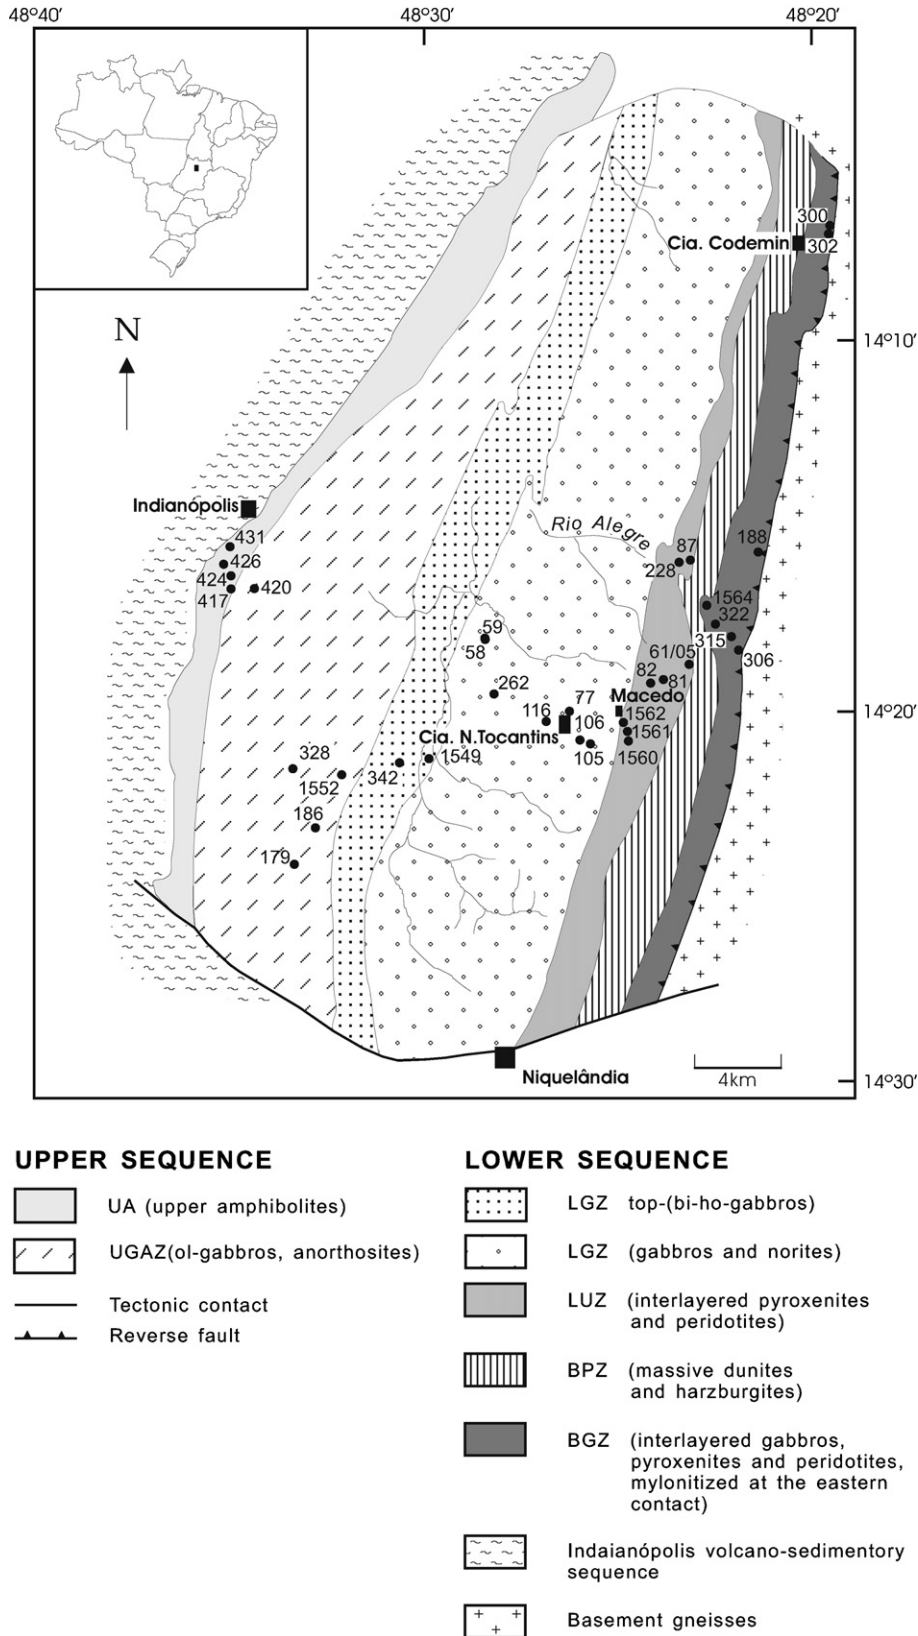 48°40'
48°30'
48°20'
300
Cia. Codemin
302
N
14°10'
Indianópolis
431
426
424
417
420
Rio Alegre
87
228
188
1564
322
315
306
59
58
61/05
82
81
262
Macedo
77
116
106
1562
1561
14°20'
Cia. N.Tocantins
105
1560
328
342
1549
1552
186
179
4km
Niquelândia
14°30'
UPPER SEQUENCE
UA (upper amphibolites)
UGAZ(ol-gabbros, anorthosites)
Tectonic contact
Reverse fault
LOWER SEQUENCE
LGZ top-(bi-ho-gabbros)
LGZ (gabbros and norites)
LUZ (interlayered pyroxenites
and peridotites)
BPZ (massive dunites
and harzburgites)
BGZ (interlayered gabbros,
pyroxenites and peridotites,
mylonitized at the eastern
contact)
Indaianópolis volcano-sedimentory
sequence
Basement gneisses